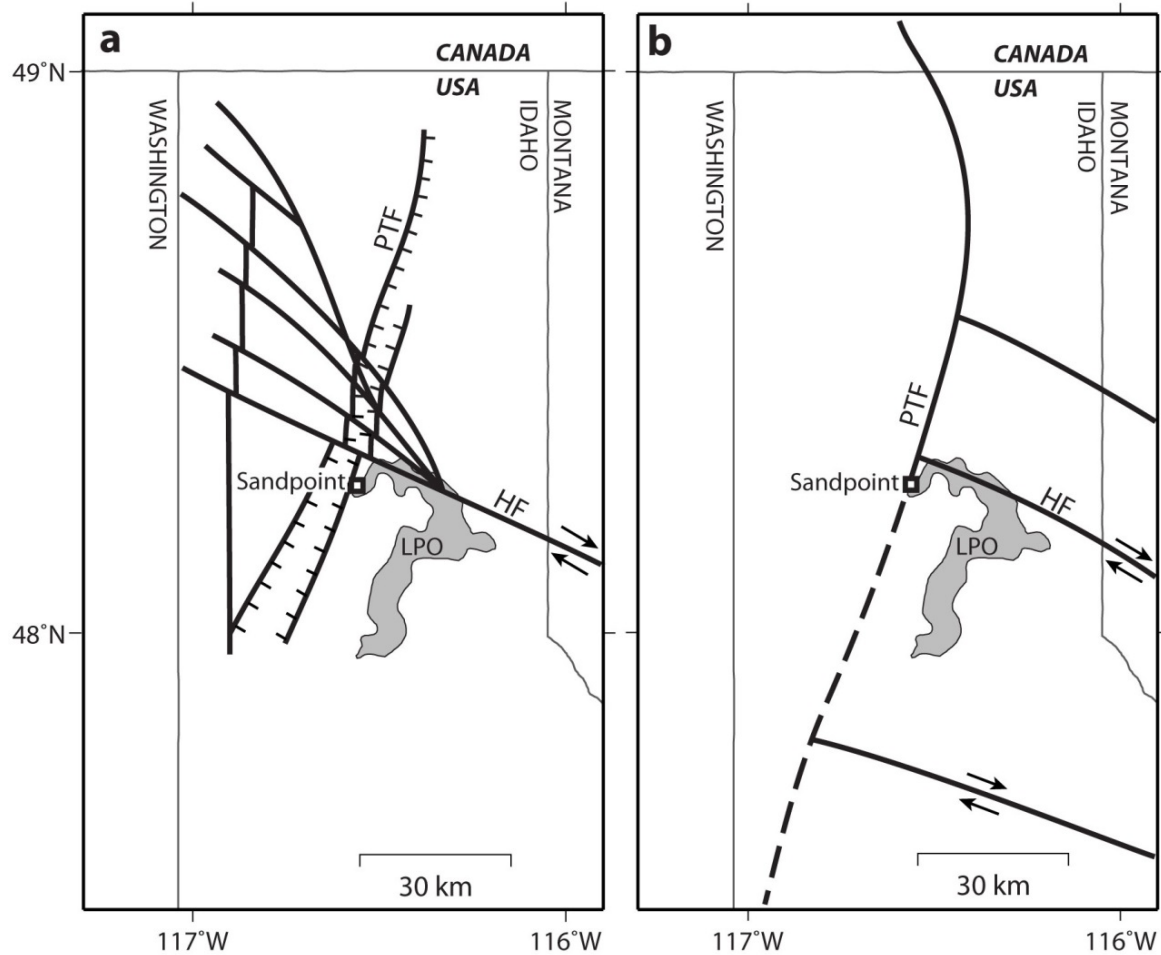 a
CANADA
USA
49°N
WASHINGTON
IDAHO
MONTANA
PTF
Sandpoint
HF
LPO
48°N
30 km
117°W
116°W
b
CANADA
USA
WASHINGTON
IDAHO
MONTANA
PTF
Sandpoint
HF
LPO
30 km
117°W
116°W